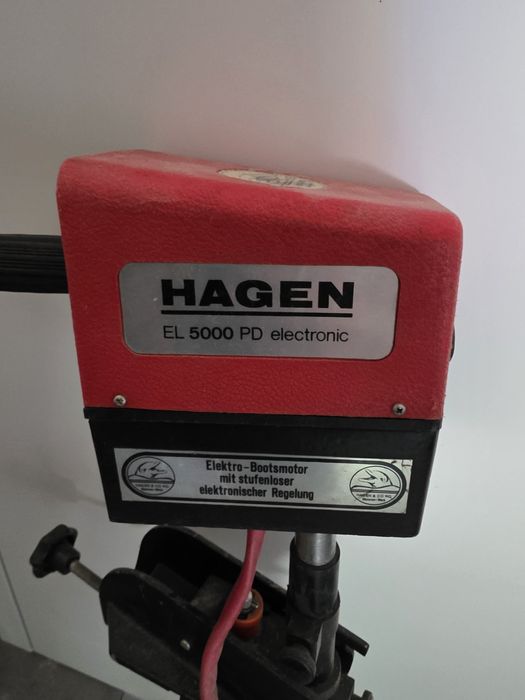 HAGEN
EL 5000 PD electronic
Elektro-Bootsmotor
mit stufenloser
elektronischer Regelung